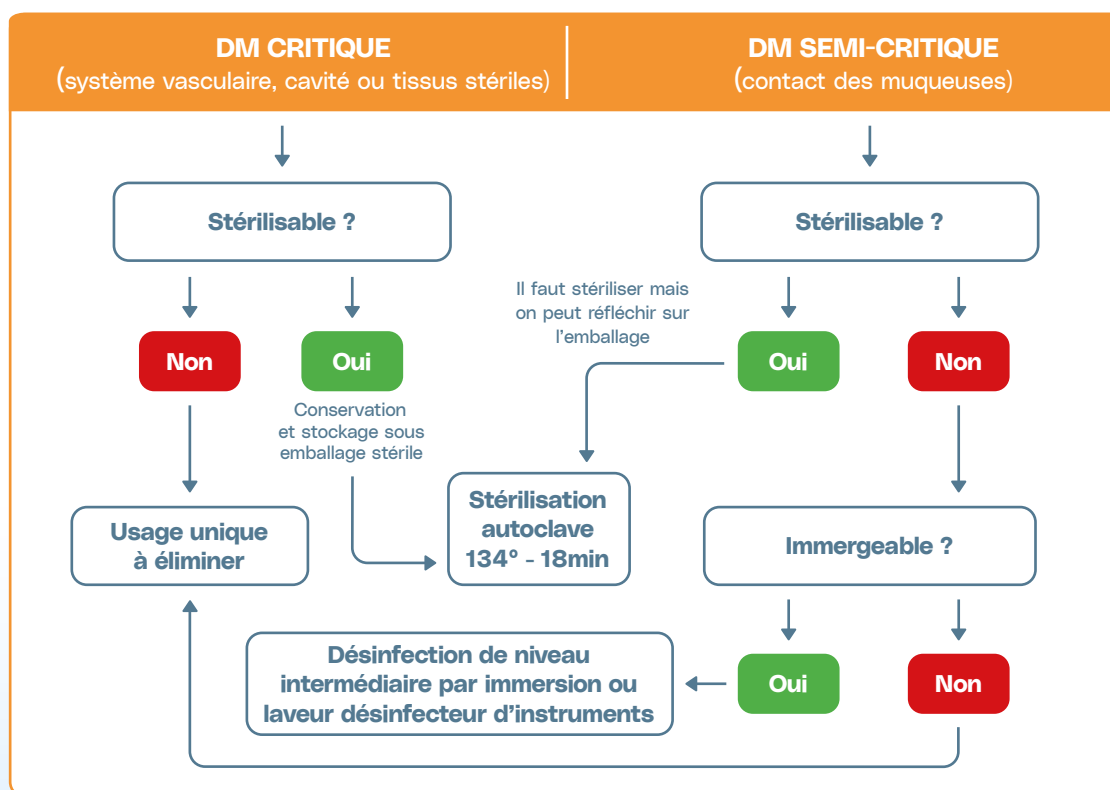 DM CRITIQUE
(système vasculaire, cavité ou tissus stériles)
DM SEMI-CRITIQUE
(contact des muqueuses)
Stérilisable ?
Stérilisable ?
Non
Oui
Conservation
et stockage sous
emballage stérile
Il faut stériliser mais
on peut réfléchir sur
l'emballage
Oui
Non
Usage unique
à éliminer
Stérilisation
autoclave
134° - 18min
Immergeable ?
Désinfection de niveau
intermédiaire par immersion ou
laveur désinfecteur d'instruments
Oui
Non